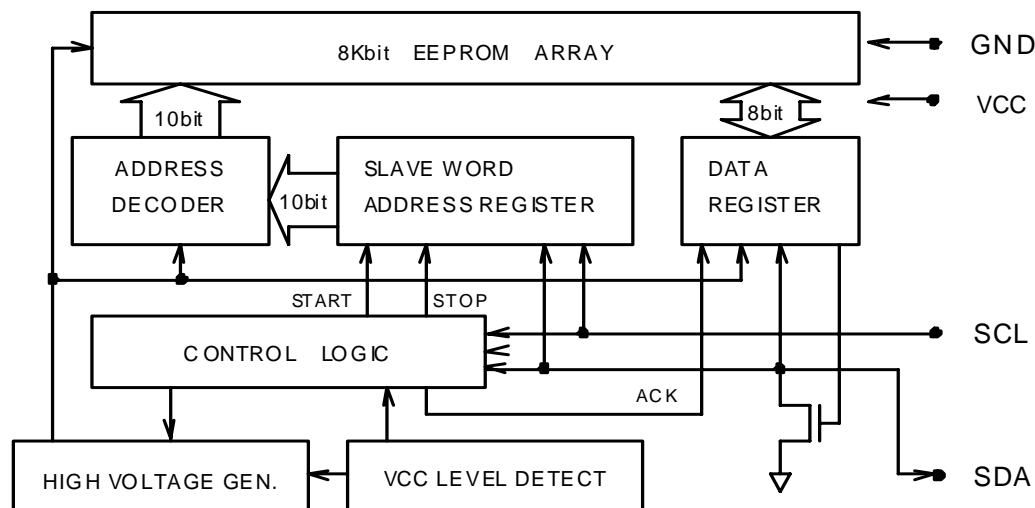 8Kbit EEPROM ARRAY
GND
VCC
10bit
8bit
ADDRESS
DECODER
10bit
SLAVE WORD
ADDRESS REGISTER
DATA
REGISTER
START
STOP
CONTROL LOGIC
SCL
ACK
HIGH VOLTAGE GEN.
VCC LEVEL DETECT
SDA